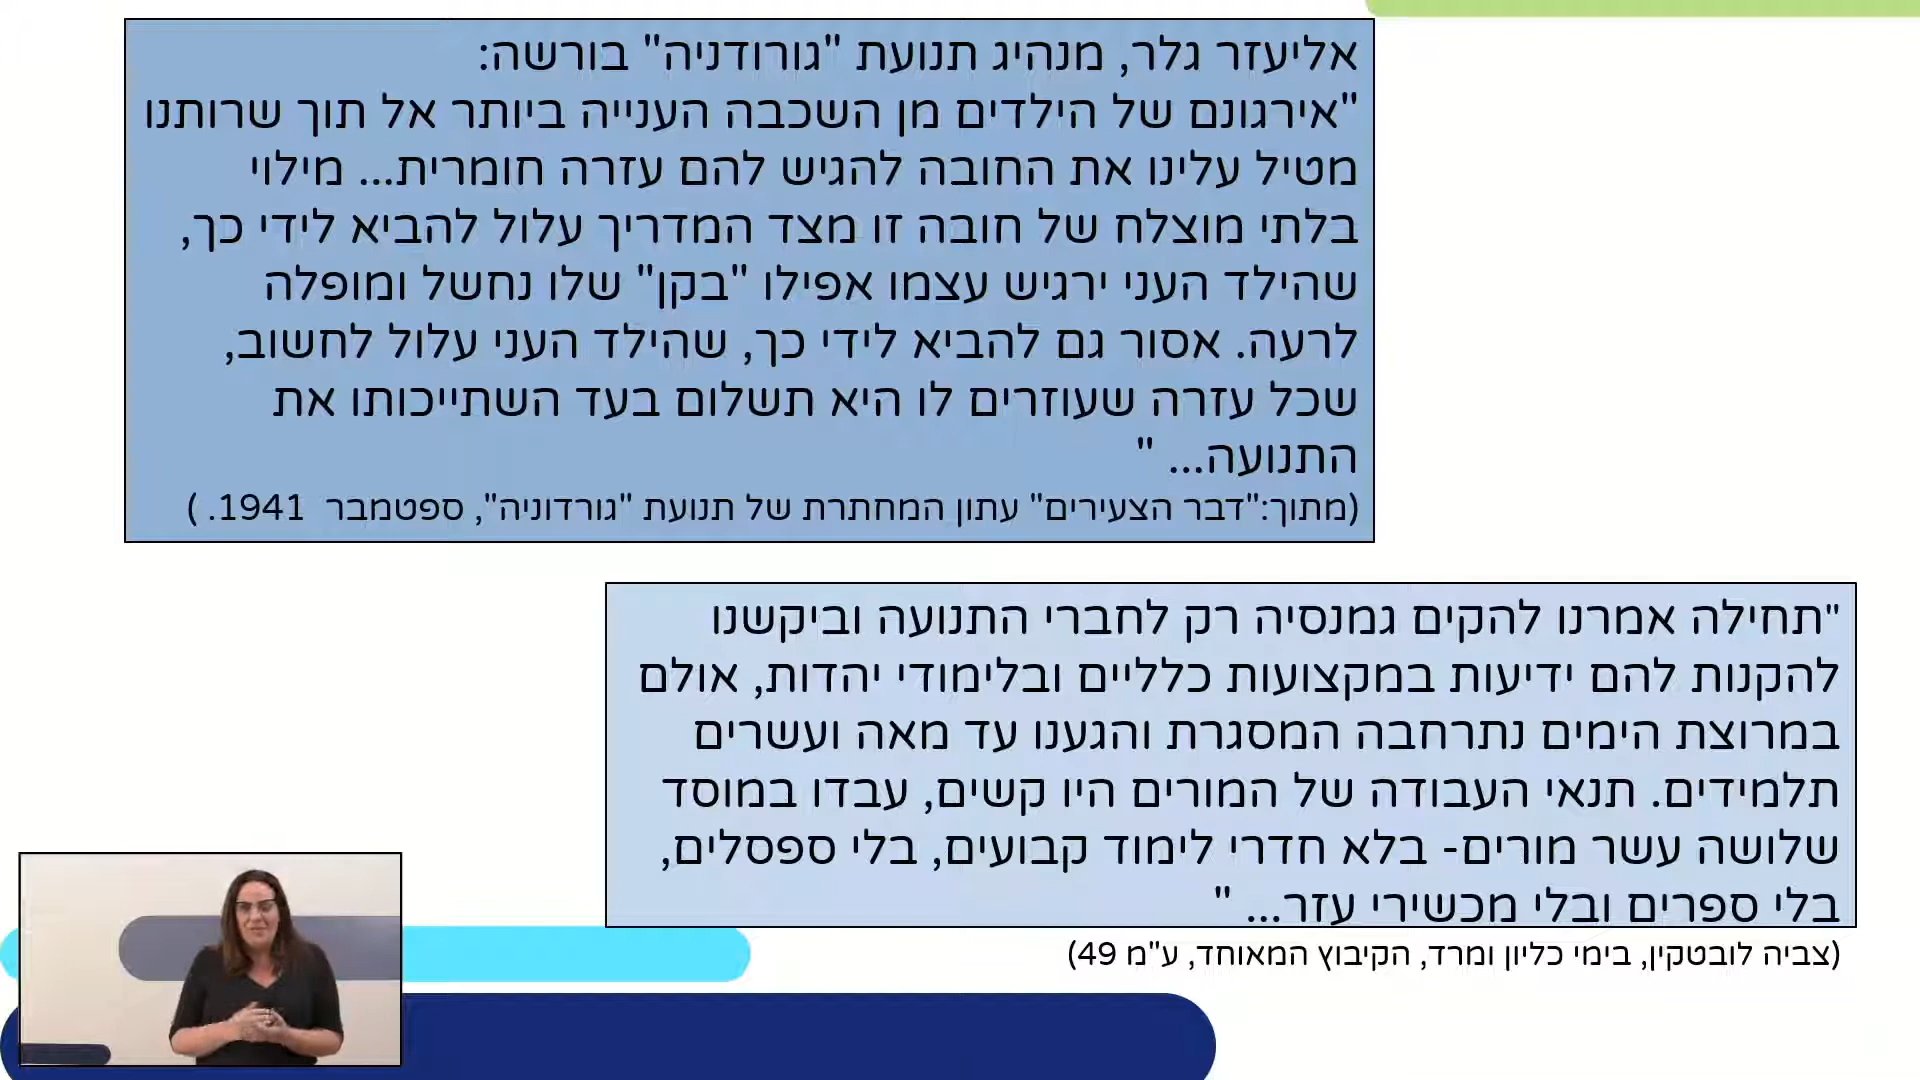 אליעזר גלר, מנהיג תנועת "גורודניה" בורשה:
"אירגונם של הילדים מן השכבה הענייה ביותר אל תוך שרותנו
מטיל עלינו את החובה להגיש להם עזרה חומרית... מילוי
בלתי מוצלח של חובה זו מצד המדריך עלול להביא לידי כך,
שהילד העני ירגיש עצמו אפילו "בקן" שלו נחשל ומופלה
לרעה. אסור גם להביא לידי כך, שהילד העני עלול לחשוב,
שכל עזרה שעוזרים לו היא תשלום בעד השתייכותו את
התנועה... "
(מתוך:"דבר הצעירים" עתון המחתרת של תנועת "גורדוניה", ספטמבר 1941. )
"תחילה אמרנו להקים גמנסיה רק לחברי התנועה וביקשנו
להקנות להם ידיעות במקצועות כלליים ובלימודי יהדות, אולם
במרוצת הימים נתרחבה המסגרת והגענו עד מאה ועשרים
תלמידים. תנאי העבודה של המורים היו קשים, עבדו במוסד
שלושה עשר מורים- בלא חדרי לימוד קבועים, בלי ספסלים,
בלי ספרים ובלי מכשירי עזר... "
(צביה לובטקין, בימי כליון ומרד, הקיבוץ המאוחד, ע"מ 49)